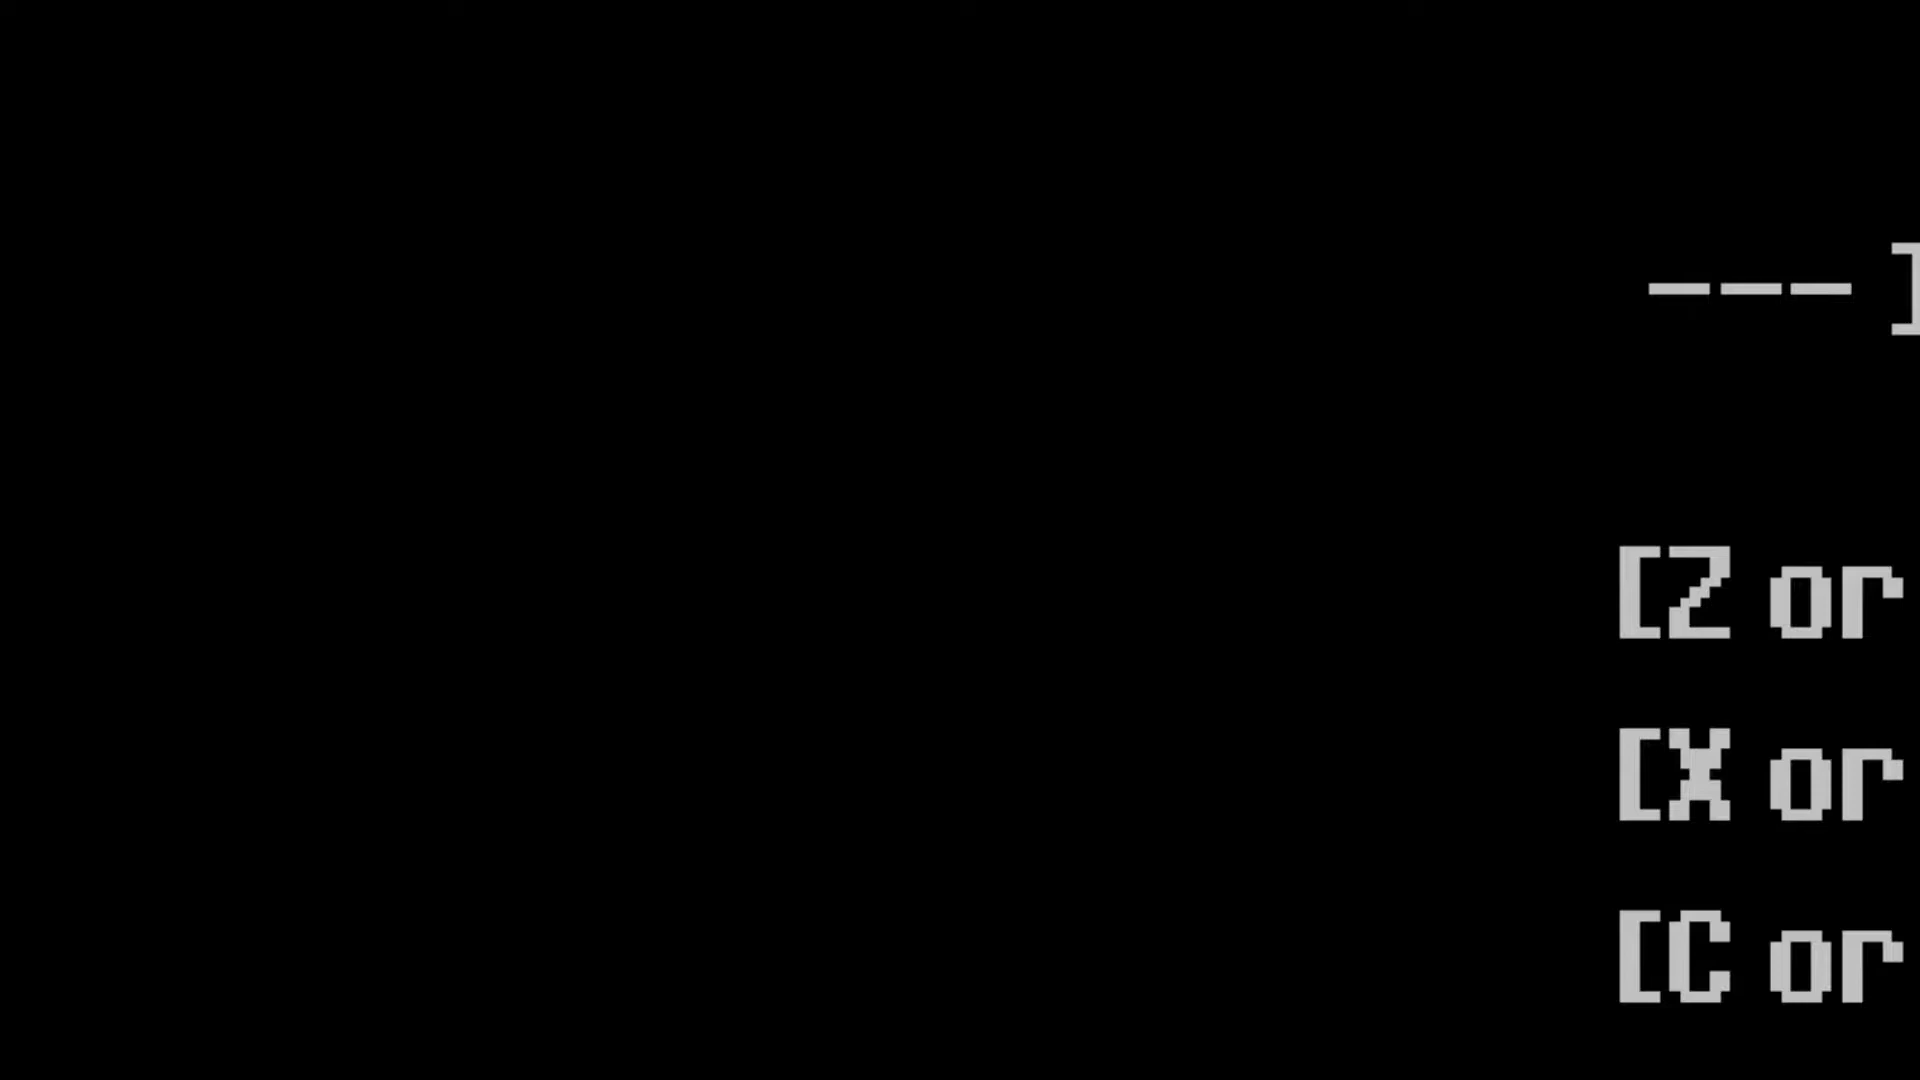 --- ]
[Z or
[X or
[C or